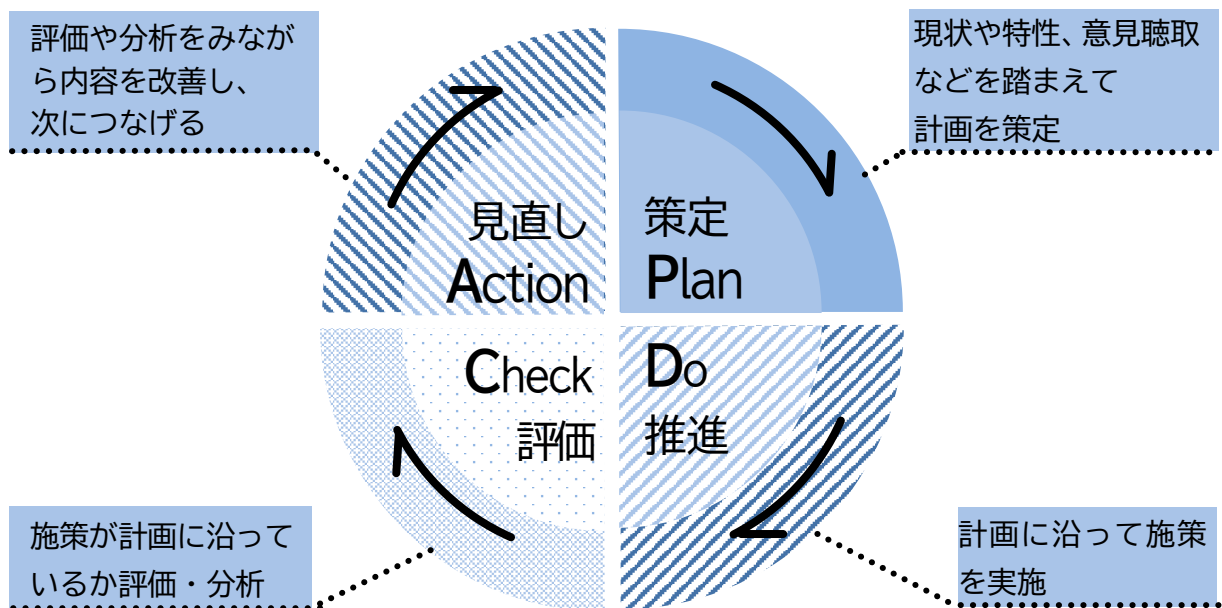 評価や分析をみなが
ら内容を改善し、
次につなげる
現状や特性、意見聴取
などを踏まえて
計画を策定
見直し
Action
策定
Plan
Check
評価
Do
推進
施策が計画に沿って
いるか評価・分析
計画に沿って施策
を実施